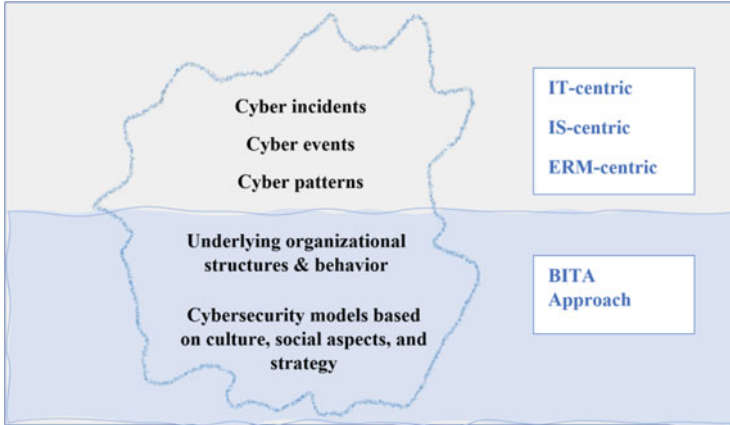 Cyber incidents
Cyber events
Cyber patterns
IT-centric
IS-centric
ERM-centric
Underlying organizational
structures & behavior
Cybersecurity models based
on culture, social aspects, and
strategy
BITA
Approach